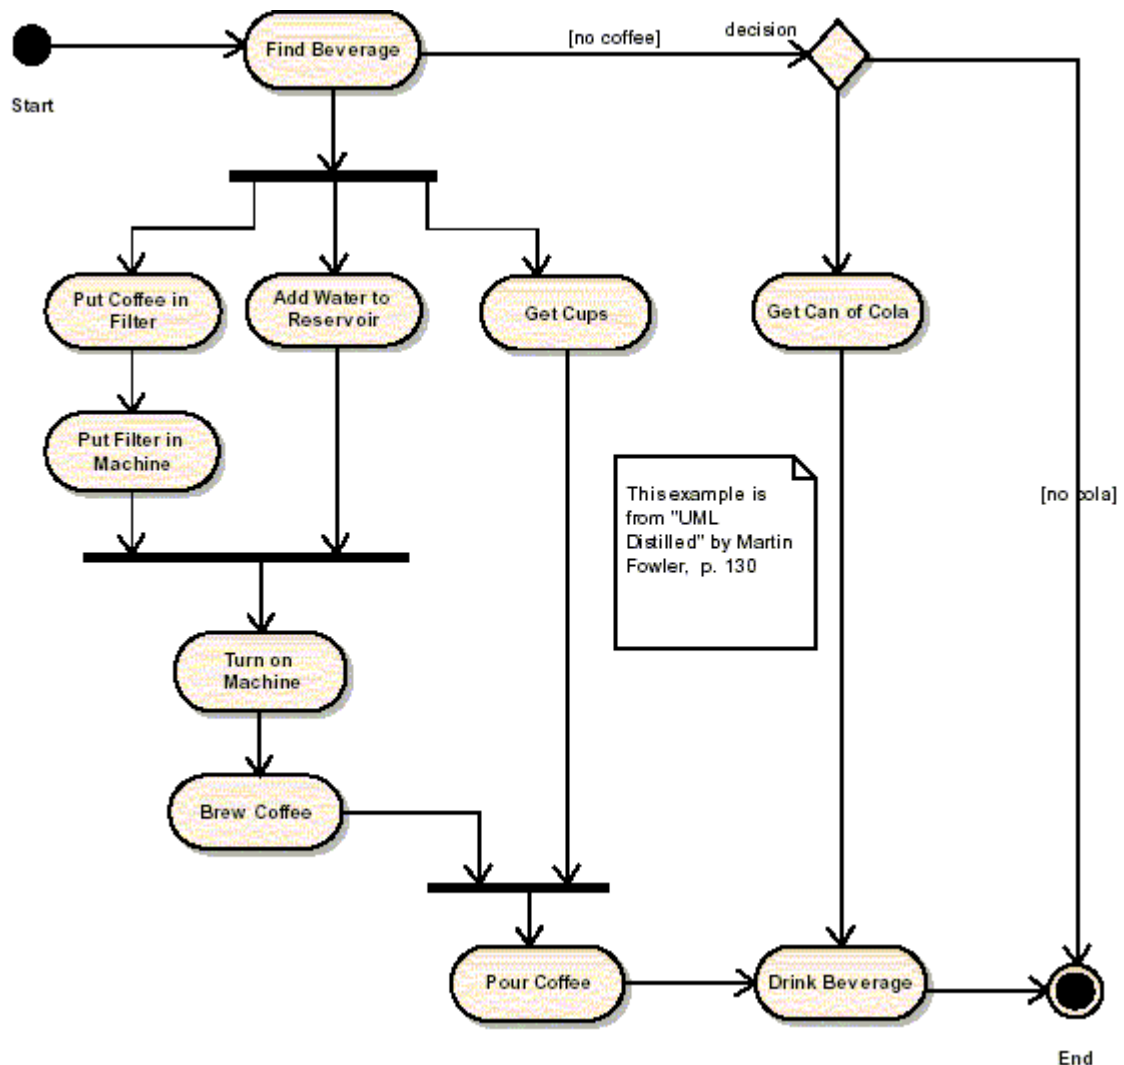 [no coffee]
decision
Find Beverage
Start
Put Coffee in
Filter
Add Water to
Reservoir
Get Cups
Get Can of Cola
Put Filter in
Machine
This example is
from "UML
Distilled" by Martin
Fowler, p. 130
[no cola]
Turn on
Machine
Brew Coffee
Pour Coffee
Drink Beverage
End